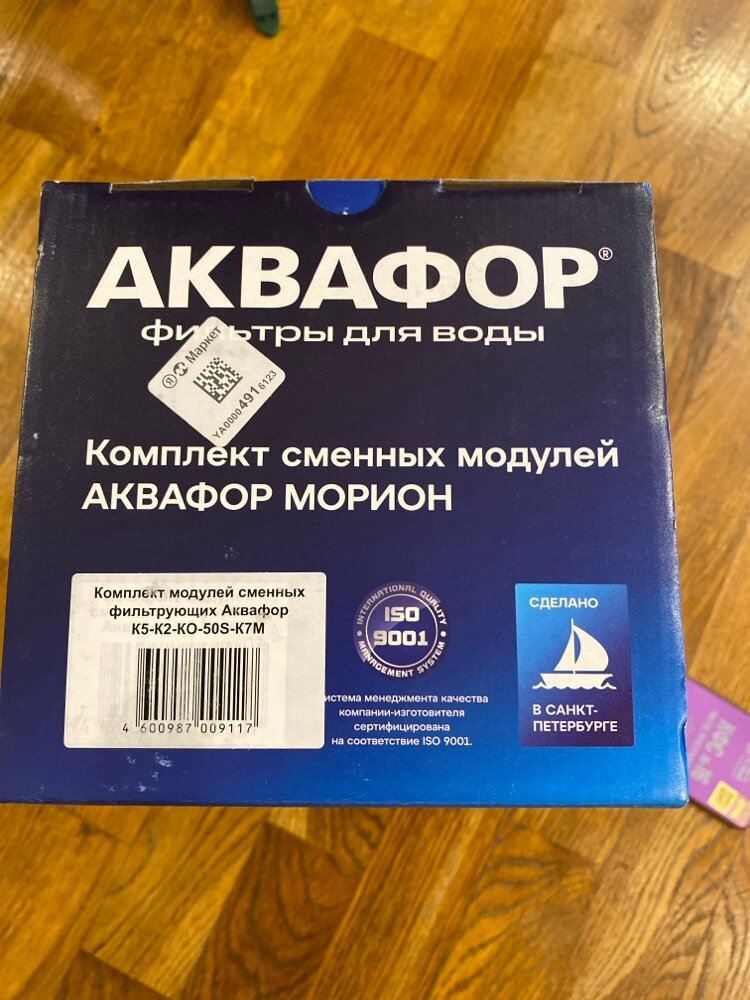 АКВАФОР®
фильтры для воды
Я Маркет
YA00004916123
Комплект сменных модулей
АКВАФОР МОРИОН
Комплект модулей сменных
фильтрующих Аквафор
К5-К2-КО-50S-К7М
4 600987 009117
INTERNATIONAL QUALITY
ISO
9001
MANAGEMENT SYSTEM
истема менеджмента качества
компании-изготовителя
сертифицирована
на соответствие ISO 9001.
СДЕЛАНО
В САНКТ-
ПЕТЕРБУРГЕ